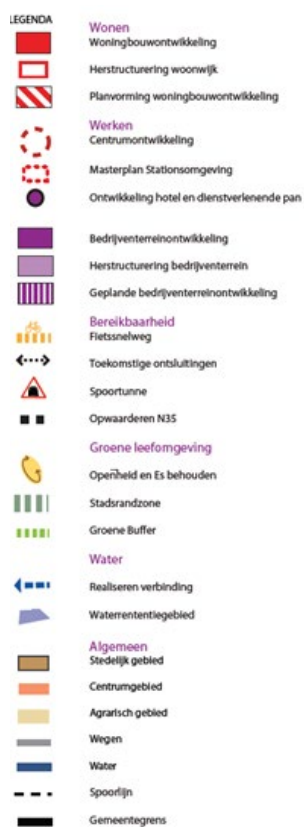 LEGENDA
Wonen
Woningbouwontwikkeling
Herstructurering woonwijk
Planvorming woningbouwontwikkeling
Werken
Centrumontwikkeling
Masterplan Stationsomgeving
Ontwikkeling hotel en dienstverlenende pan
Bedrijventerreinontwikkeling
Herstructurering bedrijventerrein
Geplande bedrijventerreinontwikkeling
Bereikbaarheid
Fietssnelweg
Toekomstige ontsluitingen
Spoortunne
Opwaarderen N35
Groene leefomgeving
Openheid en Es behouden
Stadsrandzone
Groene Buffer
Water
Realiseren verbinding
Waterrententiegebied
Algemeen
Stedelijk gebied
Centrumgebied
Agrarisch gebied
Wegen
Water
Spoorlijn
Gemeentegrens